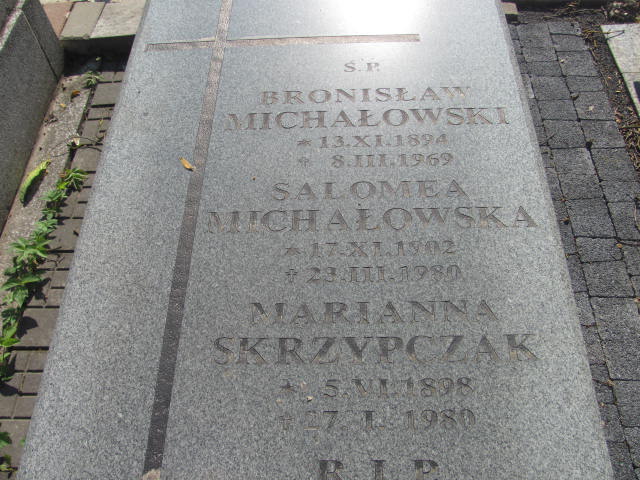 Ś.P.
BRONISŁAW
MICHAŁOWSKI
* 13.XI.1894
✝ 8.III.1969
SALOMEA
MICHAŁOWSKA
* 17.XI.1902
✝ 23.III.1980
MARIANNA
SKRZYPCZAK
* 5.VI.1898
✝ 27.I.1980
R.I.P.